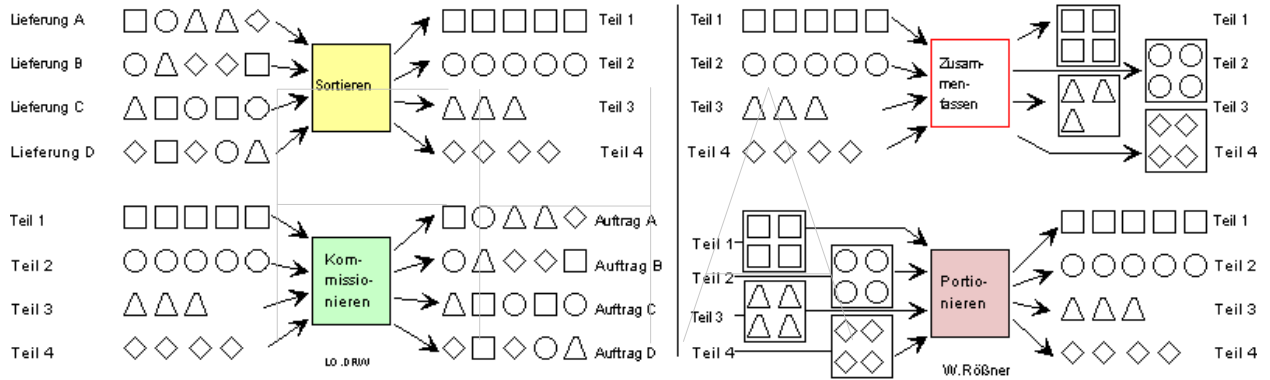 Lieferung A
Lieferung B
Lieferung C
Lieferung D
Sortieren
Teil 1
Teil 2
Teil 3
Teil 4
Teil 1
Teil 2
Teil 3
Teil 4
Zusam-
men-
fassen
Teil 1
Teil 2
Teil 3
Teil 4
Teil 1
Teil 2
Teil 3
Teil 4
Kom-
missio-
nieren
Auftrag A
Auftrag B
Auftrag C
Auftrag D
LO.DRW
Teil 1
Teil 2
Teil 3
Teil 4
Portio-
nieren
Teil 1
Teil 2
Teil 3
Teil 4
W.Rößner